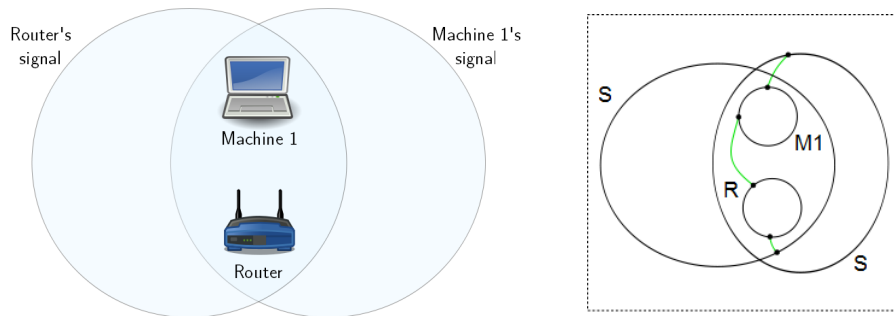 Router's
signal
Machine 1's
signal
Machine 1
Router
S
M1
R
S